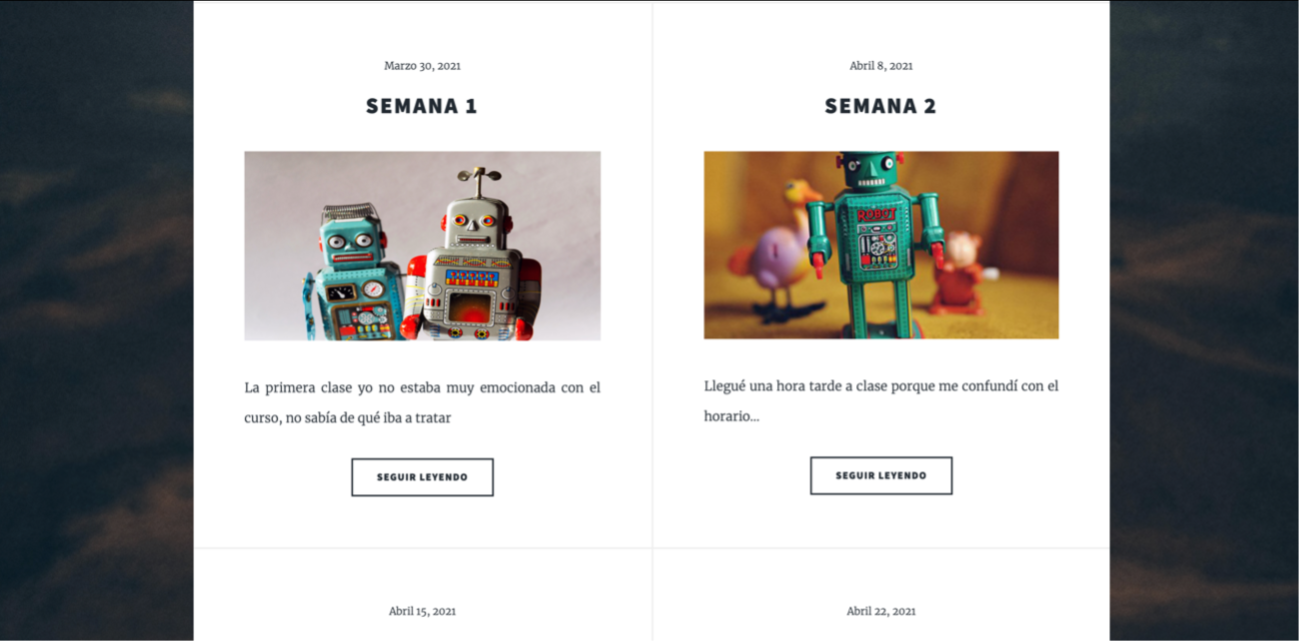 Marzo 30, 2021
SEMANA 1
La primera clase yo no estaba muy emocionada con el
curso, no sabía de qué iba a tratar
SEGUIR LEYENDO
Abril 8, 2021
SEMANA 2
ROBOT
Llegué una hora tarde a clase porque me confundí con el
horario...
SEGUIR LEYENDO
Abril 15, 2021
Abril 22, 2021